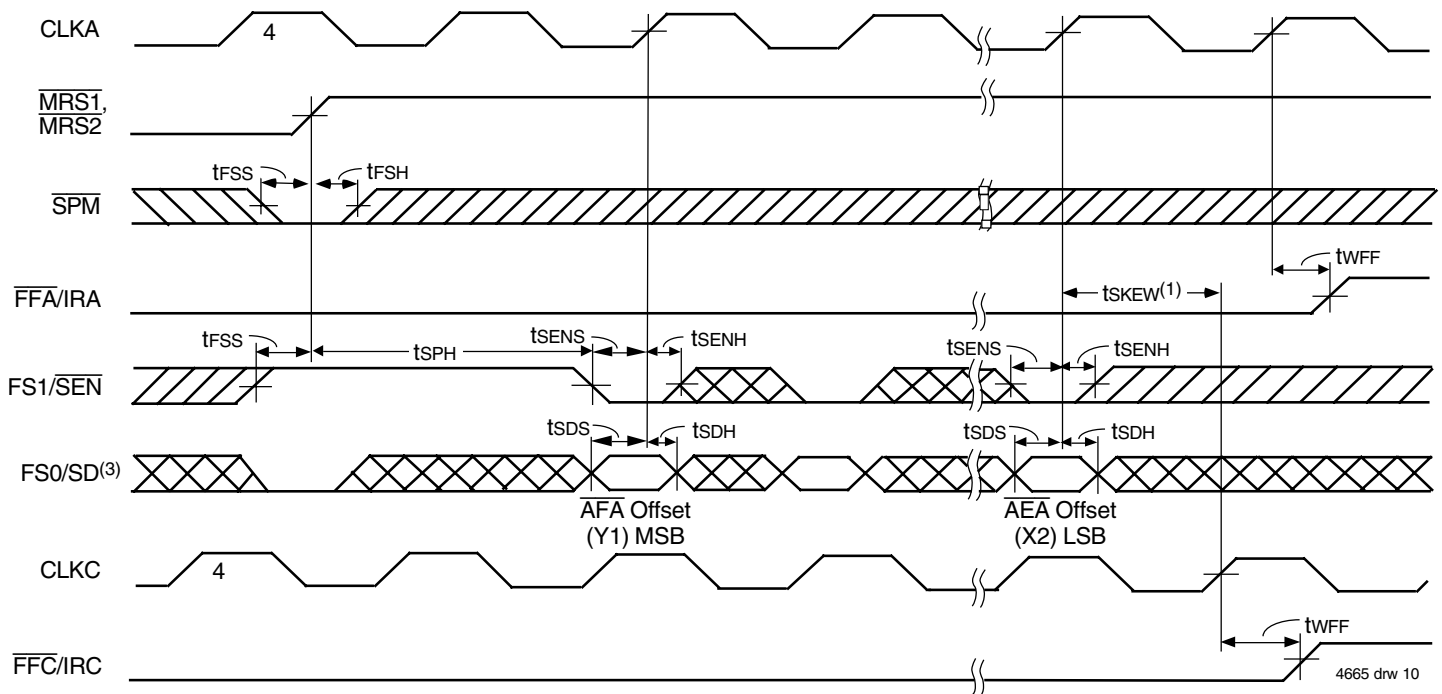 CLKA
4
MRS1,
MRS2
tFSS
tFSH
SPM
tWFF
FFA/IRA
tSKEW(1)
tFSS
tSPH
tSENS
tSENH
tSENS
tSENH
FS1/SEN
tSDS
tSDH
tSDS
tSDH
FS0/SD(3)
AFA Offset
(Y1) MSB
AEA Offset
(X2) LSB
CLKC
4
tWFF
FFC/IRC
4665 drw 10